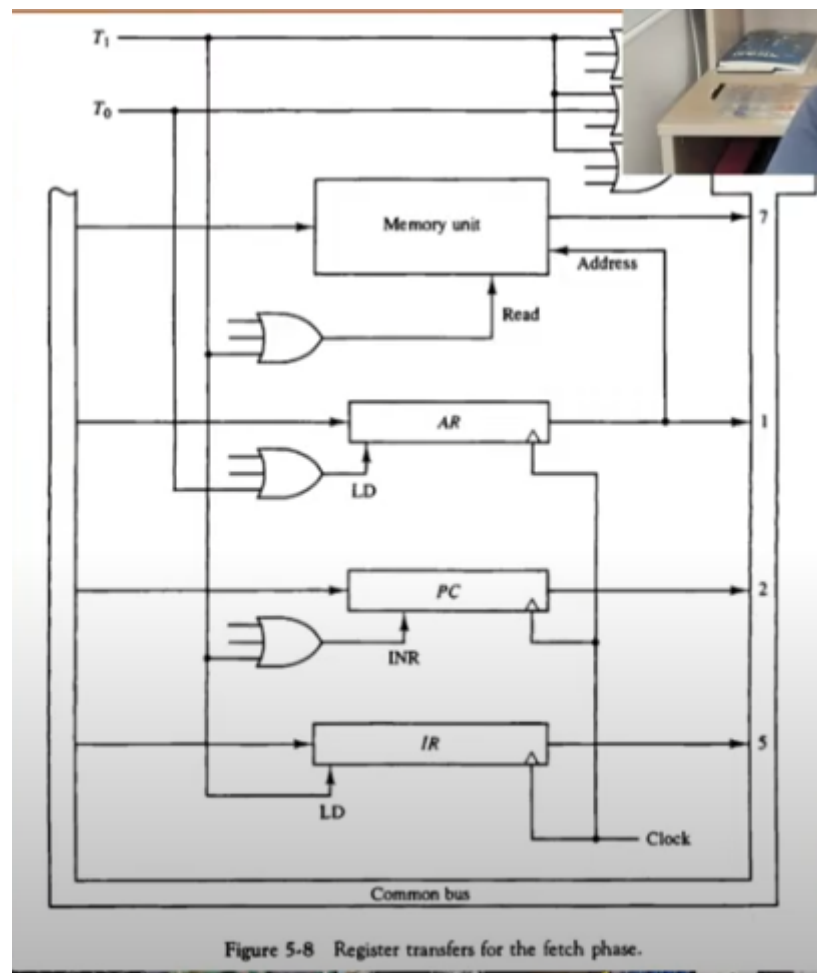 T1
T0
Memory unit
7
Address
Read
AR
1
LD
PC
2
INR
IR
5
LD
Clock
Common bus
Figure 5-8 Register transfers for the fetch phase.